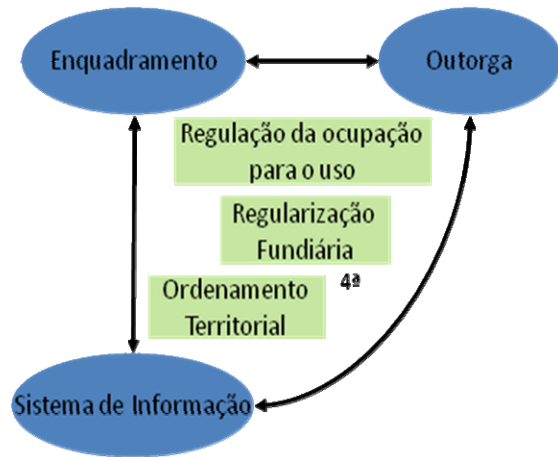 Enquadramento
Outorga
Regulação da ocupação
para o uso
Regularização
Fundiária
4ª
Ordenamento
Territorial
Sistema de Informação